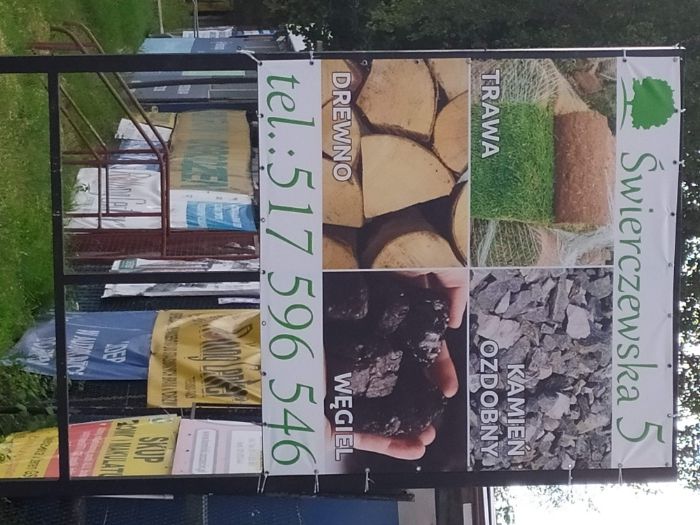 Świerczewska 5
TRAWA
KAMIEŃ
OZDOBNY
DREWNO
WĘGIEL
tel.: 517 596 546
SKUP